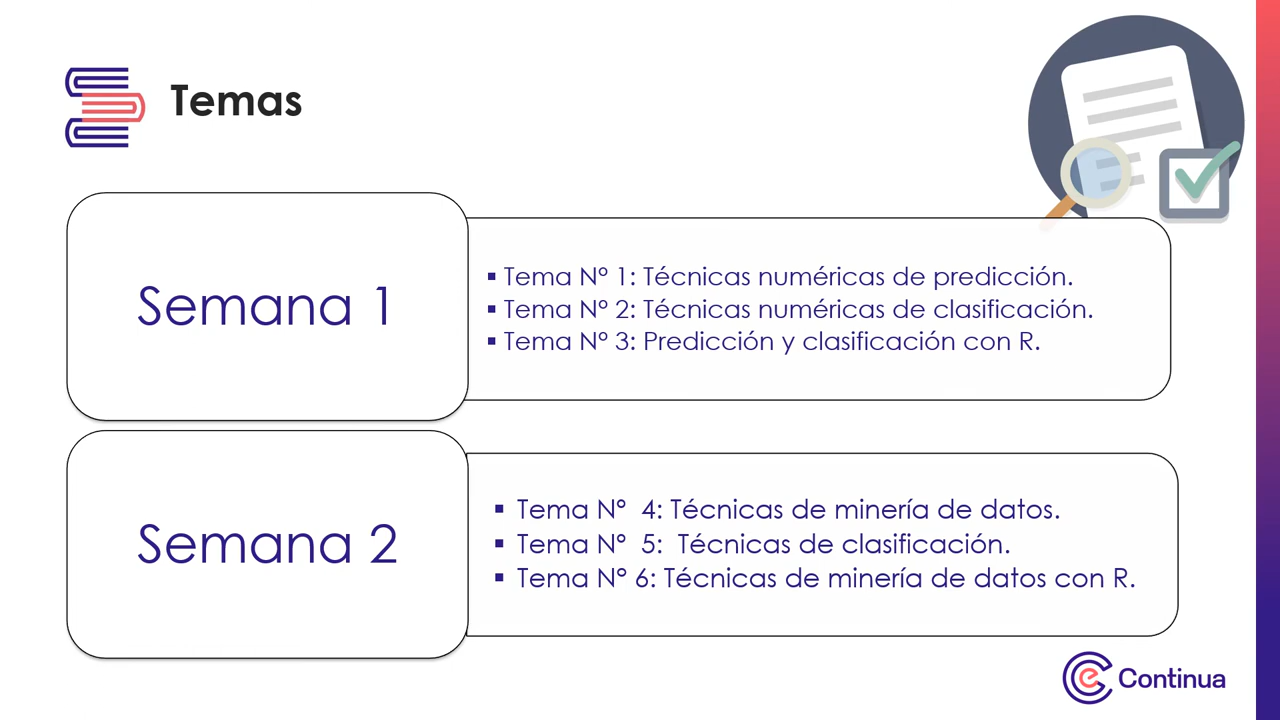 Temas
Semana 1
▪ Tema N° 1: Técnicas numéricas de predicción.
▪ Tema N° 2: Técnicas numéricas de clasificación.
▪ Tema N° 3: Predicción y clasificación con R.
Semana 2
▪ Tema N° 4: Técnicas de minería de datos.
▪ Tema N° 5: Técnicas de clasificación.
▪ Tema N° 6: Técnicas de minería de datos con R.
Continua